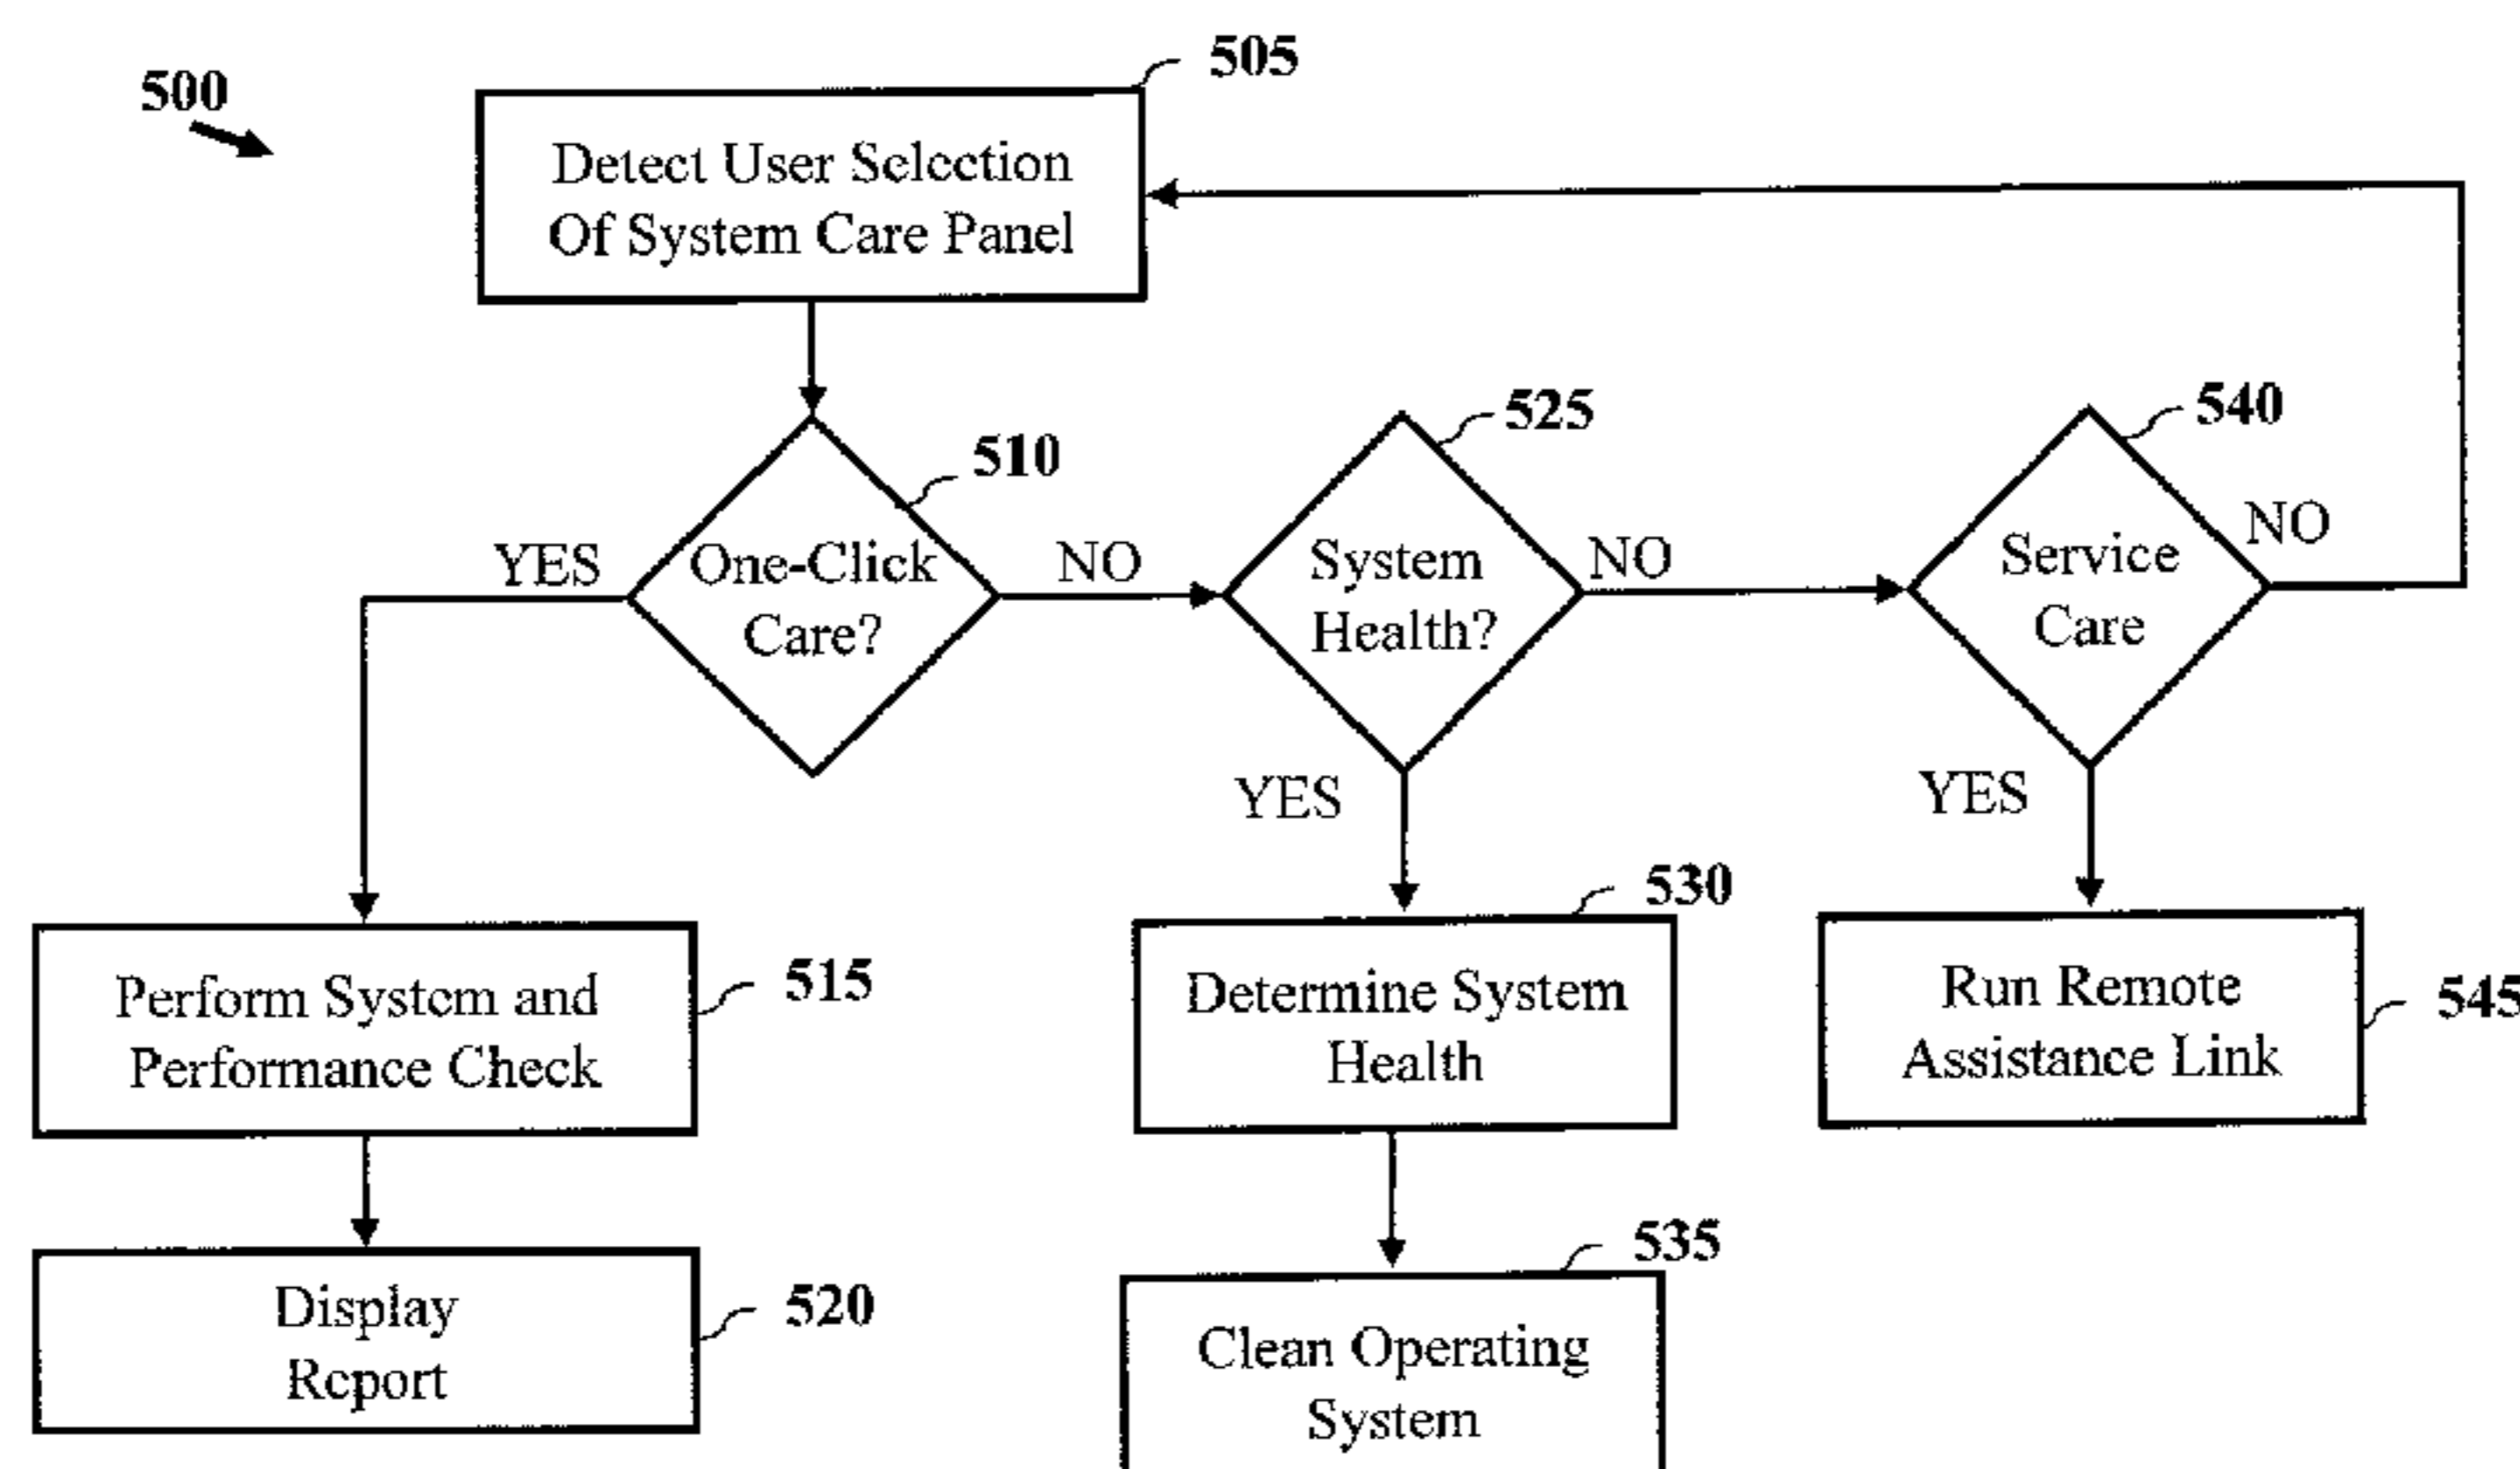 500
505
Detect User Selection
Of System Care Panel
510
One-Click
Care?
YES
NO
525
System
Health?
NO
YES
540
Service
Care
NO
YES
Perform System and
Performance Check
515
530
Determine System
Health
Run Remote
Assistance Link
545
Display
Report
520
535
Clean Operating
System